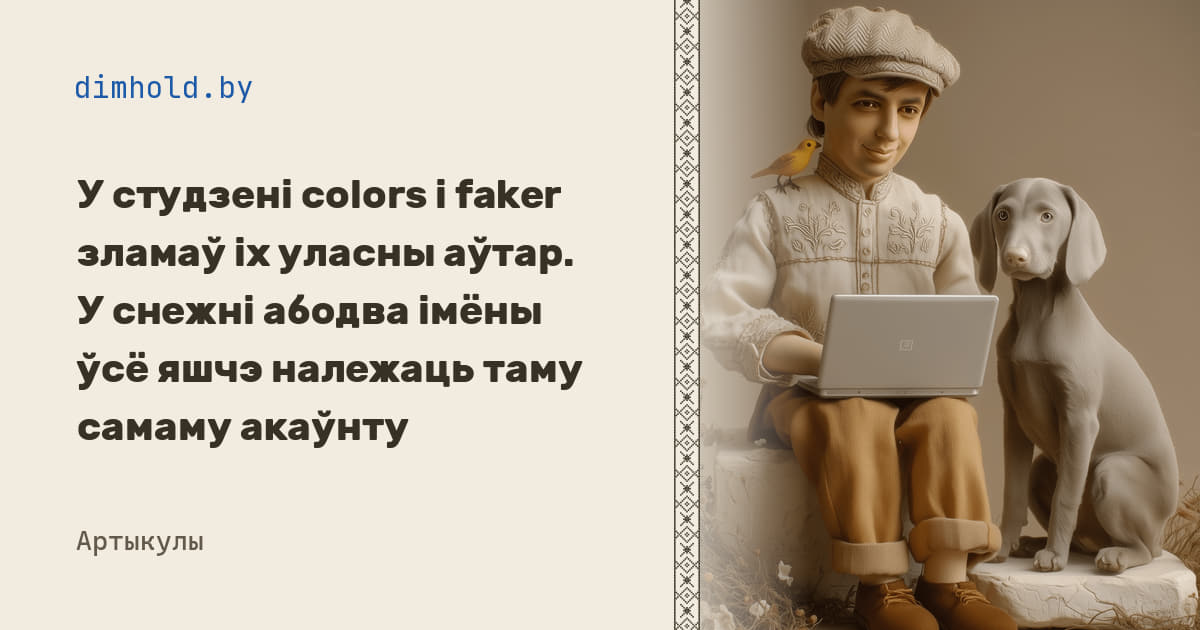 dimhold.by
У студзені colors і faker
зламаў іх уласны аўтар.
У снежні абодва імёны
ўсё яшчэ належаць таму
самаму акаўнту
Артыкулы